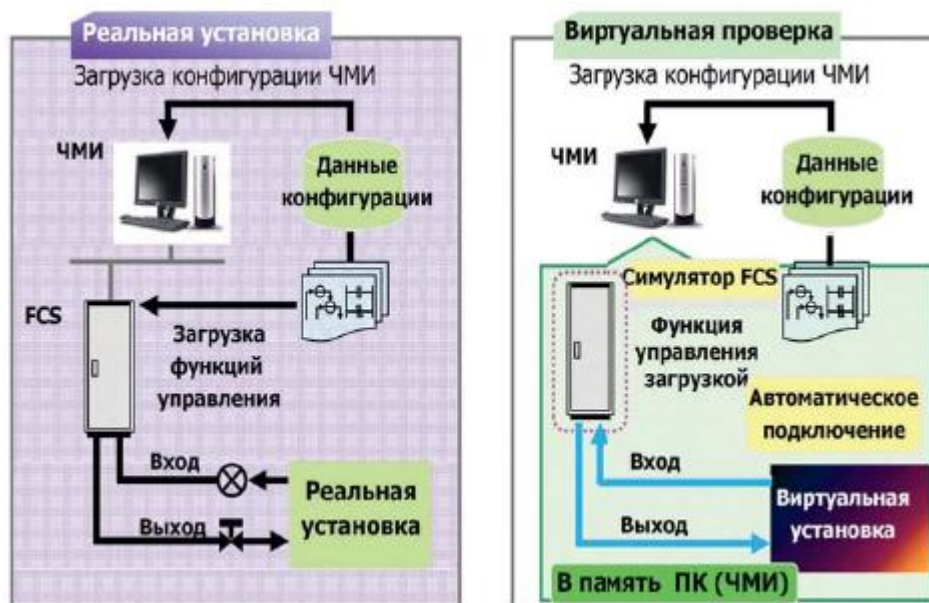 Реальная установка
Загрузка конфигурации ЧМИ
ЧМИ
Данные
конфигурации
FCS
Загрузка
функций
управления
Вход
Выход
Реальная
установка
Виртуальная проверка
Загрузка конфигурации ЧМИ
ЧМИ
Данные
конфигурации
Симулятор FCS
Функция
управления
загрузкой
Автоматическое
подключение
Вход
Выход
Виртуальная
установка
В память ПК (ЧМИ)